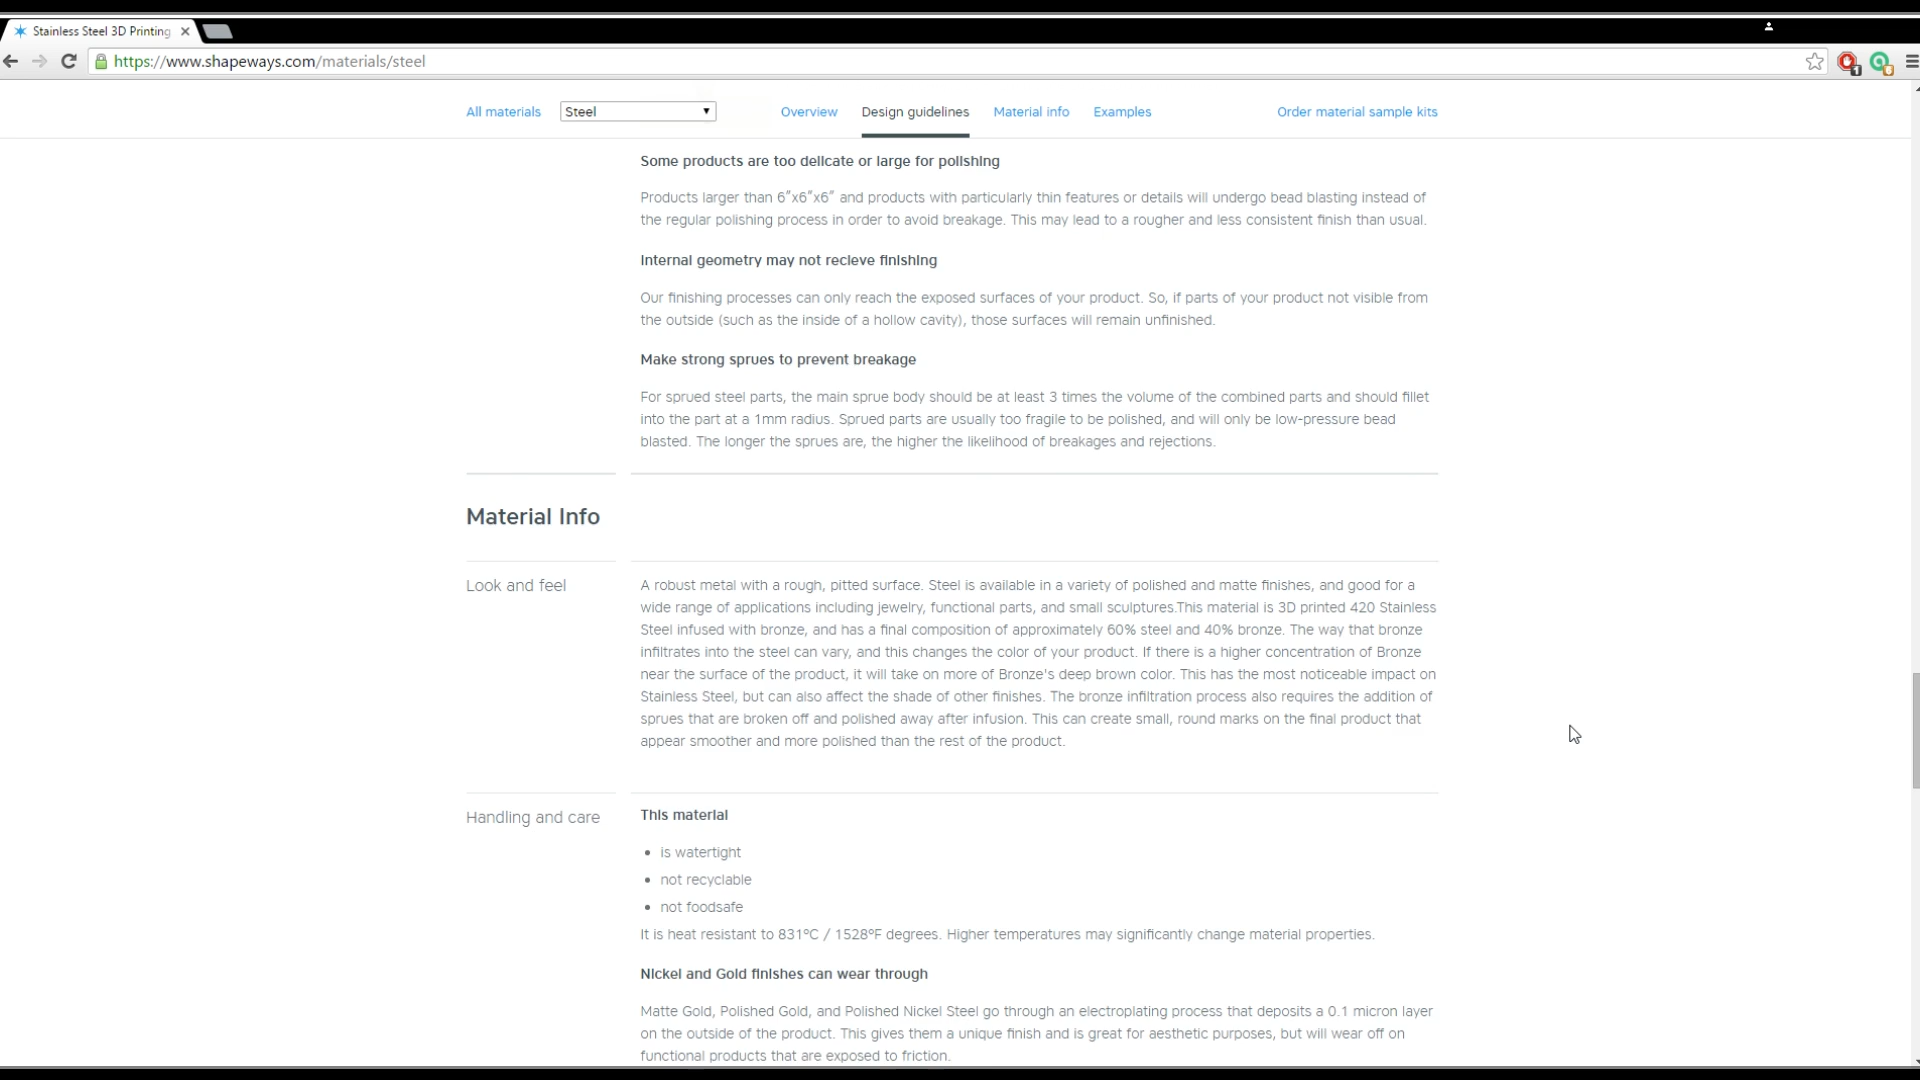 Stainless Steel 3D Printing
https://www.shapeways.com/materials/steel
All materials
Steel
Overview
Design guidelines
Material info
Examples
Order material sample kits
Some products are too delicate or large for polishing
Products larger than 6"x6"x6" and products with particularly thin features or details will undergo bead blasting instead of
the regular polishing process in order to avoid breakage. This may lead to a rougher and less consistent finish than usual.
Internal geometry may not recieve finishing
Our finishing processes can only reach the exposed surfaces of your product. So, if parts of your product not visible from
the outside (such as the inside of a hollow cavity), those surfaces will remain unfinished.
Make strong sprues to prevent breakage
For sprued steel parts, the main sprue body should be at least 3 times the volume of the combined parts and should fillet
into the part at a 1mm radius. Sprued parts are usually too fragile to be polished, and will only be low-pressure bead
blasted. The longer the sprues are, the higher the likelihood of breakages and rejections.
Material Info
Look and feel
A robust metal with a rough, pitted surface. Steel is available in a variety of polished and matte finishes, and good for a
wide range of applications including jewelry, functional parts, and small sculptures.This material is 3D printed 420 Stainless
Steel infused with bronze, and has a final composition of approximately 60% steel and 40% bronze. The way that bronze
infiltrates into the steel can vary, and this changes the color of your product. If there is a higher concentration of Bronze
near the surface of the product, it will take on more of Bronze's deep brown color. This has the most noticeable impact on
Stainless Steel, but can also affect the shade of other finishes. The bronze infiltration process also requires the addition of
sprues that are broken off and polished away after infusion. This can create small, round marks on the final product that
appear smoother and more polished than the rest of the product.
Handling and care
This material
• is watertight
• not recyclable
• not foodsafe
It is heat resistant to 831°C / 1528°F degrees. Higher temperatures may significantly change material properties.
Nickel and Gold finishes can wear through
Matte Gold, Polished Gold, and Polished Nickel Steel go through an electroplating process that deposits a 0.1 micron layer
on the outside of the product. This gives them a unique finish and is great for aesthetic purposes, but will wear off on
functional products that are exposed to friction.